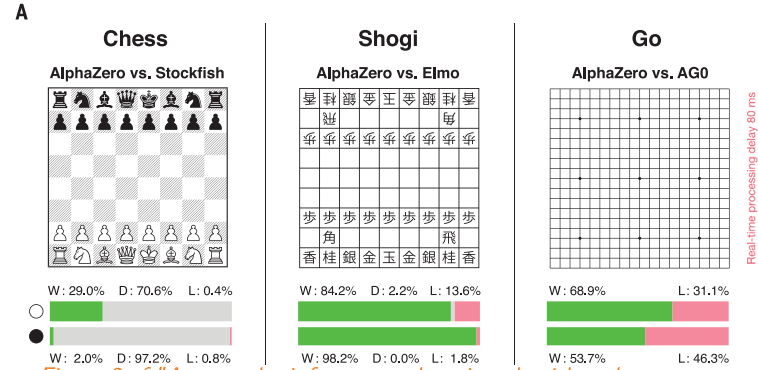 A
Chess
Shogi
Go
AlphaZero vs. Stockfish
AlphaZero vs. Elmo
AlphaZero vs. AG0
香桂銀金玉金銀桂香
飛 角
歩歩歩歩歩歩歩歩歩
歩歩歩歩歩歩歩歩歩
角 飛
香桂銀金玉金銀桂香
Real-time processing delay 80 ms
W: 29.0% D: 70.6% L: 0.4%
W: 84.2% D: 2.2% L: 13.6%
W: 68.9% L: 31.1%
W: 2.0% D: 97.2% L: 0.8%
W: 98.2% D: 0.0% L: 1.8%
W: 53.7% L: 46.3%